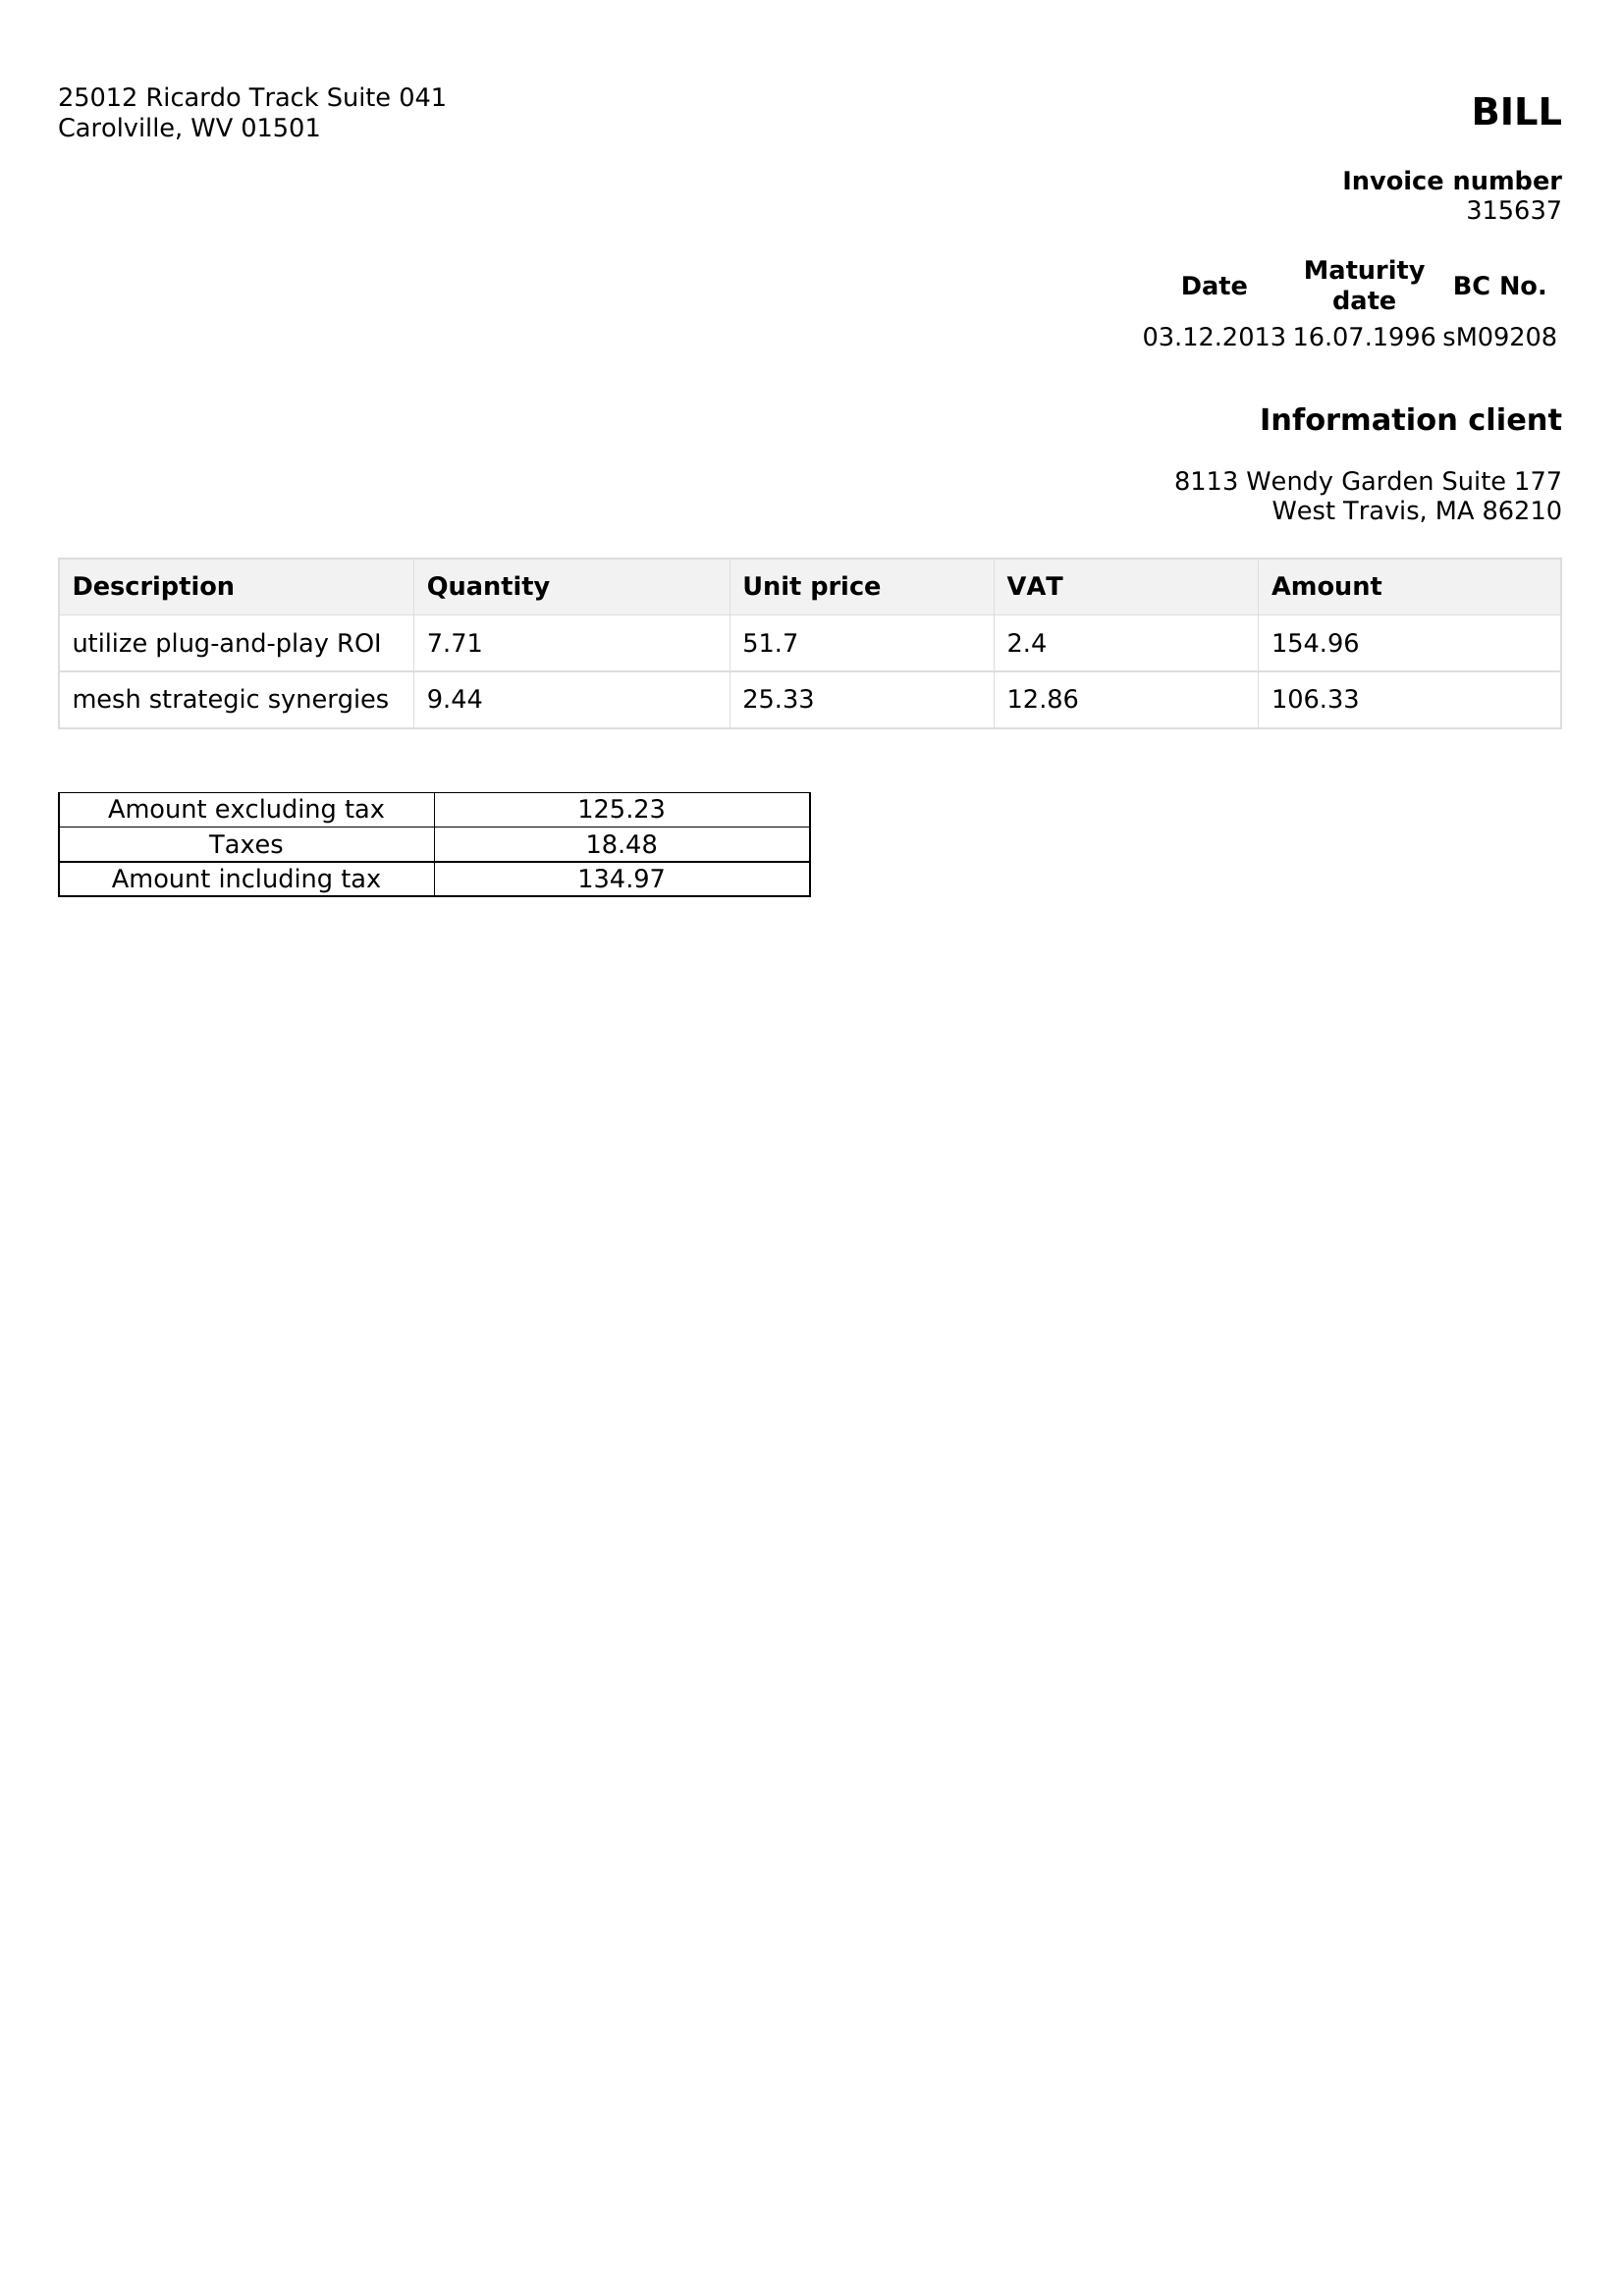 25012 Ricardo Track Suite 041
Carolville, WV 01501
BILL
Invoice number
315637
Date Maturity date BC No.
03.12.2013 16.07.1996 sM09208
Information client
8113 Wendy Garden Suite 177
West Travis, MA 86210
Description Quantity Unit price VAT Amount
utilize plug-and-play ROI 7.71 51.7 2.4 154.96
mesh strategic synergies 9.44 25.33 12.86 106.33
Amount excluding tax 125.23
Taxes 18.48
Amount including tax 134.97